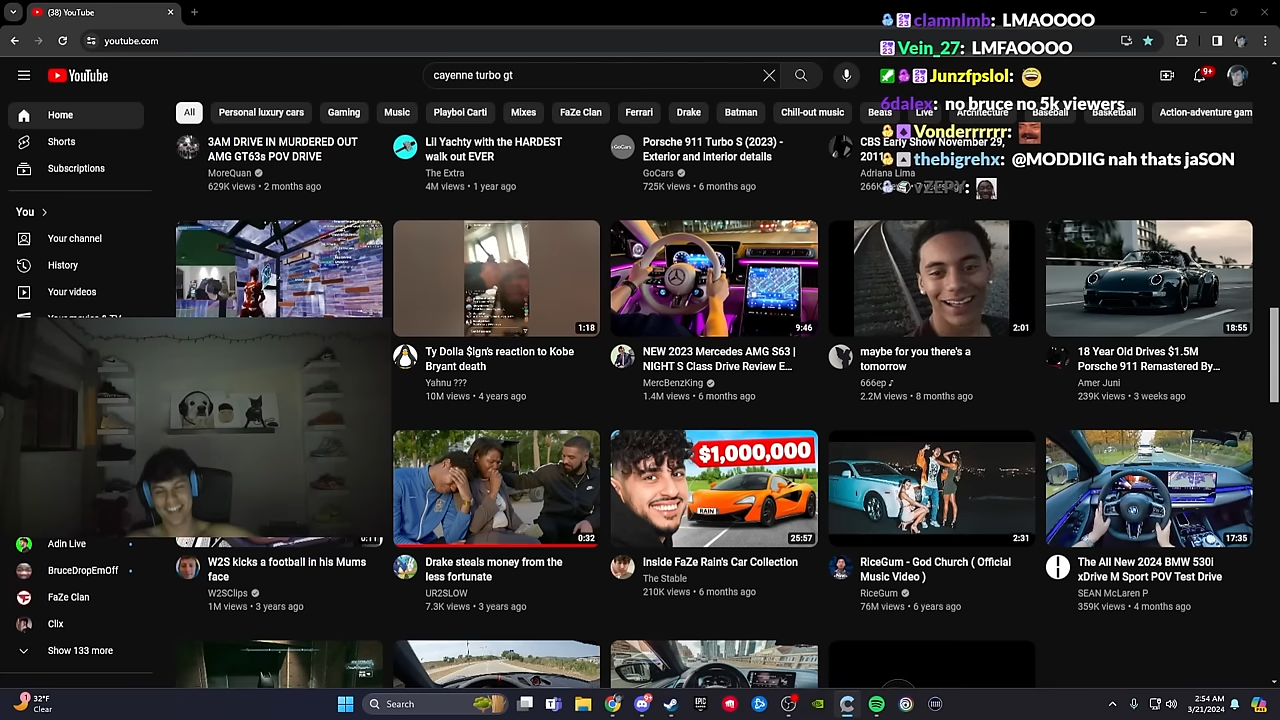 (38) YouTube
youtube.com
YouTube
cayenne turbo gt
9+
clamnlmb: LMAOOOO
Vein_27: LMFAOOOO
Junzfpslol:
6dalex: no bruce no 5k viewers
Vonderrrrrr:
thebigrehx: @MODDIIG nah thats jaSON
vZEPY:
Home
Shorts
Subscriptions
You
Your channel
History
Your videos
Adin Live
BruceDropEmOff
FaZe Clan
Clix
Show 133 more
All
Personal luxury cars
Gaming
Music
Playboi Carti
Mixes
FaZe Clan
Ferrari
Drake
Batman
Chill-out music
Beats
Live
Architecture
Baseball
Basketball
Action-adventure gam
3AM DRIVE IN MURDERED OUT
AMG GT63s POV DRIVE
MoreQuan
629K views • 2 months ago
Lil Yachty with the HARDEST
walk out EVER
The Extra
4M views • 1 year ago
Porsche 911 Turbo S (2023) -
Exterior and interior details
GoCars
725K views • 6 months ago
CBS Early Show November 29,
2011
Adriana Lima
1:18
Ty Dolla $ign's reaction to Kobe
Bryant death
Yahnu ???
10M views • 4 years ago
9:46
NEW 2023 Mercedes AMG S63 |
NIGHT S Class Drive Review E...
MercBenzKing
1.4M views • 6 months ago
2:01
maybe for you there's a
tomorrow
666ep ♪
2.2M views • 8 months ago
18:55
18 Year Old Drives $1.5M
Porsche 911 Remastered By...
Amer Juni
239K views • 3 weeks ago
W2S kicks a football in his Mums
face
W2SClips
1M views • 3 years ago
0:32
Drake steals money from the
less fortunate
UR2SLOW
7.3K views • 3 years ago
$1,000,000
RAIN
25:57
Inside FaZe Rain's Car Collection
The Stable
210K views • 6 months ago
2:31
RiceGum - God Church ( Official
Music Video )
RiceGum
76M views • 6 years ago
17:35
The All New 2024 BMW 530i
xDrive M Sport POV Test Drive
SEAN McLaren P
359K views • 4 months ago
32°F
Clear
Search
2:54 AM
3/21/2024